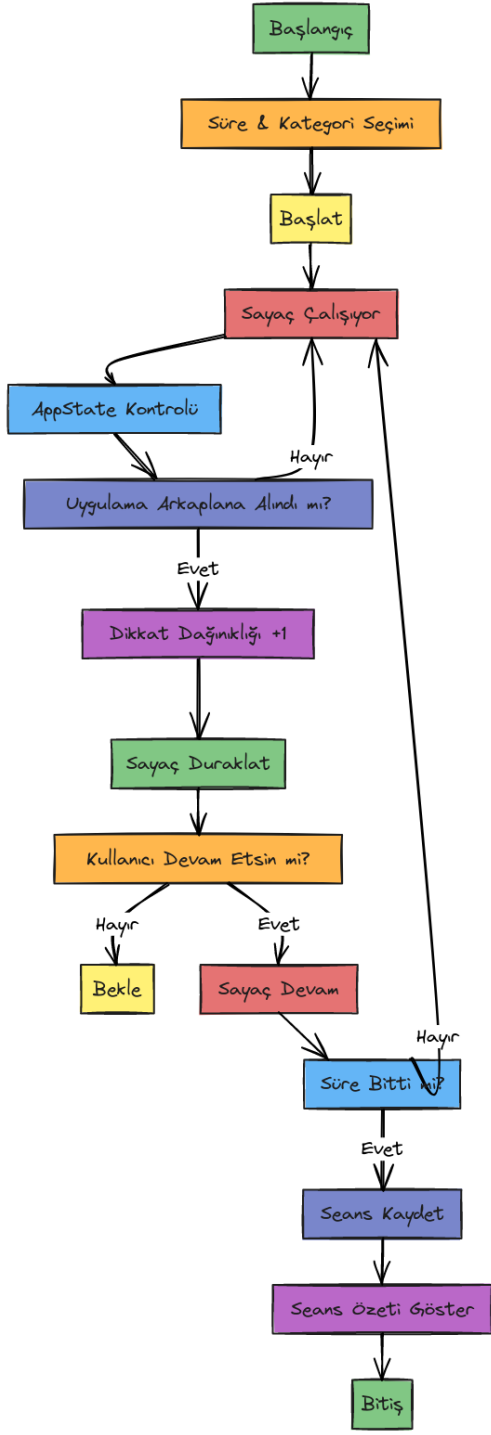 Başlangıç
Süre & Kategori Seçimi
Başlat
Sayaç Çalışıyor
AppState Kontrolü
Hayır
Uygulama Arkaplana Alındı mı?
Evet
Dikkat Dağınıklığı +1
Sayaç Duraklat
Kullanıcı Devam Etsin mi?
Hayır
Evet
Bekle
Sayaç Devam
Hayır
Süre Bitti mi?
Evet
Seans Kaydet
Seans Özeti Göster
Bitiş